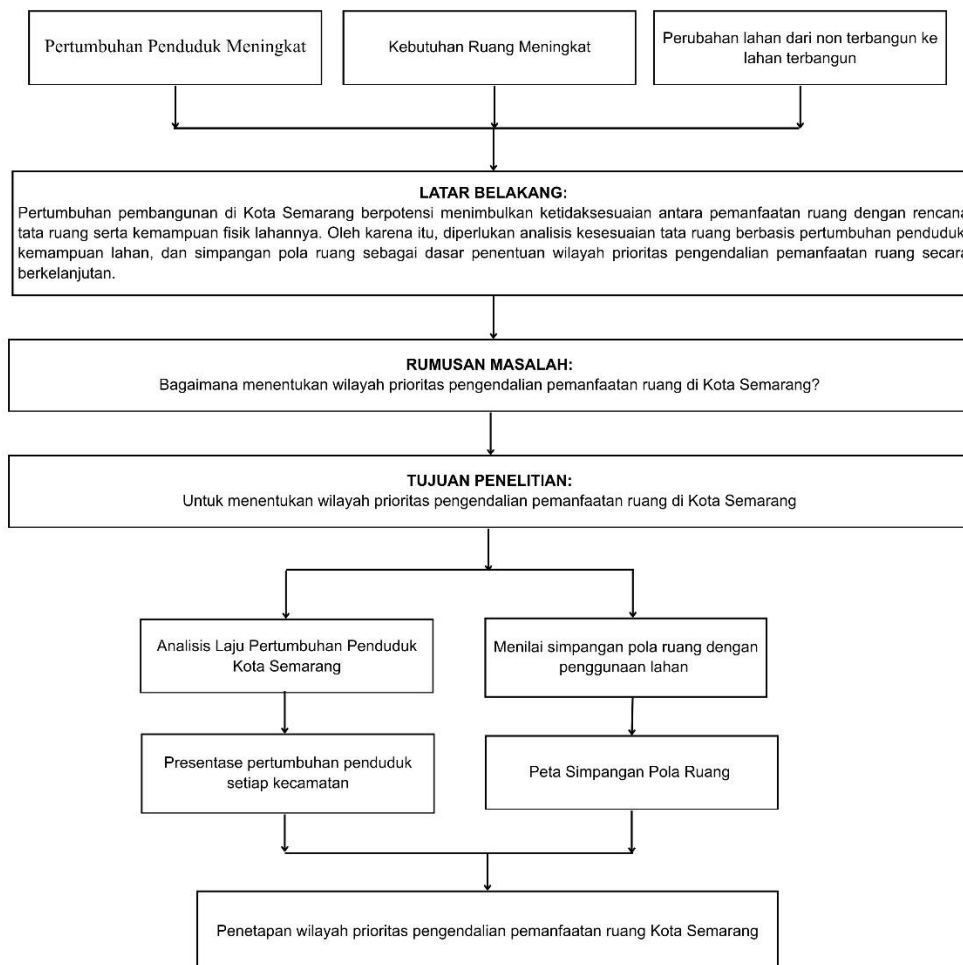 Pertumbuhan Penduduk Meningkat
Kebutuhan Ruang Meningkat
Perubahan lahan dari non terbangun ke
lahan terbangun
LATAR BELAKANG:
Pertumbuhan pembangunan di Kota Semarang berpotensi menimbulkan ketidaksesuaian antara pemanfaatan ruang dengan rencana
tata ruang serta kemampuan fisik lahannya. Oleh karena itu, diperlukan analisis kesesuaian tata ruang berbasis pertumbuhan penduduk
kemampuan lahan, dan simpangan pola ruang sebagai dasar penentuan wilayah prioritas pengendalian pemanfaatan ruang secara
berkelanjutan.
RUMUSAN MASALAH:
Bagaimana menentukan wilayah prioritas pengendalian pemanfaatan ruang di Kota Semarang?
TUJUAN PENELITIAN:
Untuk menentukan wilayah prioritas pengendalian pemanfaatan ruang di Kota Semarang
Analisis Laju Pertumbuhan Penduduk
Kota Semarang
Menilai simpangan pola ruang dengan
penggunaan lahan
Presentase pertumbuhan penduduk
setiap kecamatan
Peta Simpangan Pola Ruang
Penetapan wilayah prioritas pengendalian pemanfaatan ruang Kota Semarang